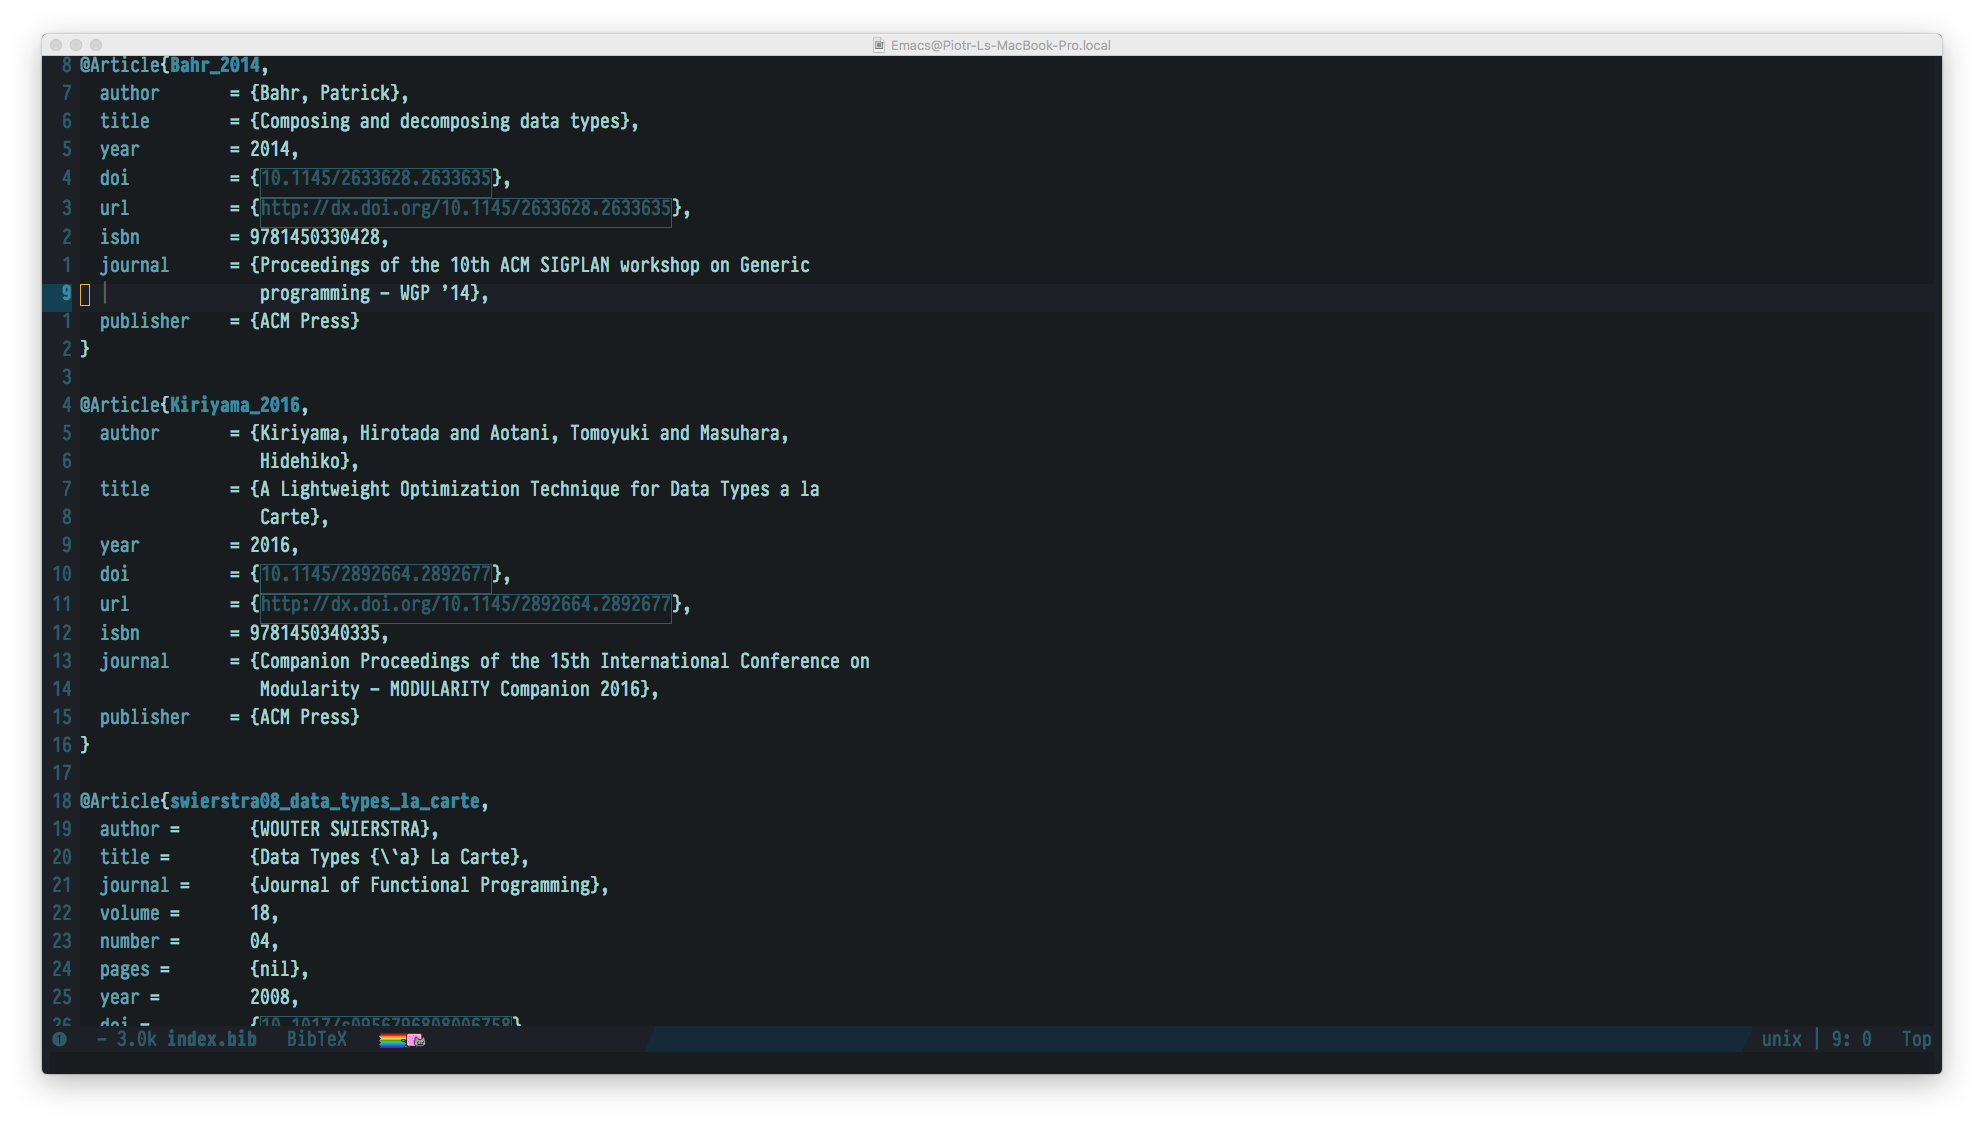 Emacs@Piotr-Ls-MacBook-Pro.local
8 @Article{Bahr_2014,
7   author       = {Bahr, Patrick},
6   title        = {Composing and decomposing data types},
5   year         = 2014,
4   doi          = {10.1145/2633628.2633635},
3   url          = {http://dx.doi.org/10.1145/2633628.2633635},
2   isbn         = 9781450330428,
1   journal      = {Proceedings of the 10th ACM SIGPLAN workshop on Generic
9                   programming - WGP ’14},
1   publisher    = {ACM Press}
2 }
3
4 @Article{Kiriyama_2016,
5   author       = {Kiriyama, Hirotada and Aotani, Tomoyuki and Masuhara,
6                   Hidehiko},
7   title        = {A Lightweight Optimization Technique for Data Types a la
8                   Carte},
9   year         = 2016,
10   doi          = {10.1145/2892664.2892677},
11   url          = {http://dx.doi.org/10.1145/2892664.2892677},
12   isbn         = 9781450340335,
13   journal      = {Companion Proceedings of the 15th International Conference on
14                   Modularity - MODULARITY Companion 2016},
15   publisher    = {ACM Press}
16 }
17
18 @Article{swierstra08_data_types_la_carte,
19   author =       {WOUTER SWIERSTRA},
20   title =        {Data Types {\‘a} La Carte},
21   journal =      {Journal of Functional Programming},
22   volume =       18,
23   number =       04,
24   pages =        {nil},
25   year =         2008,
26   doi =          {10.1017/s0956796808006758},
1 - 3.0k index.bib BibTeX unix | 9: 0 Top